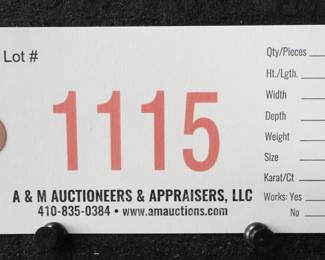 Lot #
1115
A & M AUCTIONEERS & APPRAISERS, LLC
410-835-0384 • www.amauctions.com
Qty/Pieces
Ht./Lgth.
Width
Depth
Weight
Size
Karat/Ct
Works: Yes
No